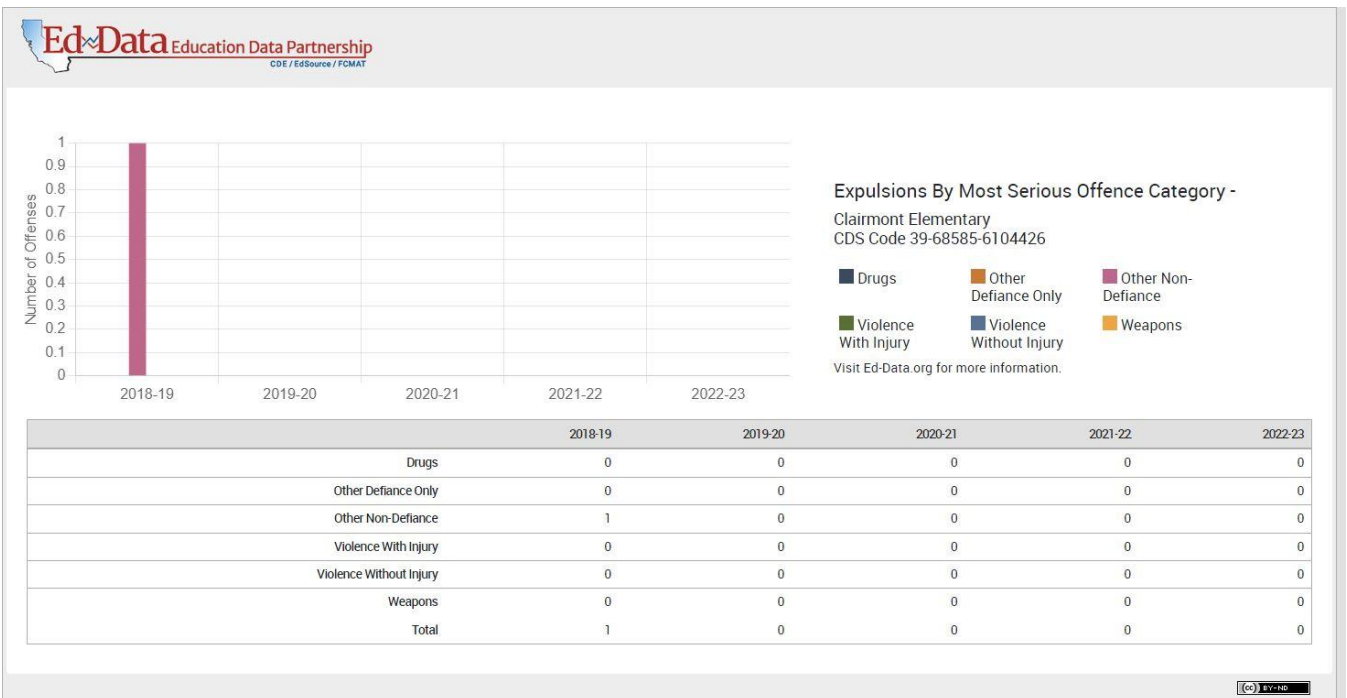 Ed Data Education Data Partnership
CDE / EdSource / FCMAT
Number of Offenses
1
0.9
0.8
0.7
0.6
0.5
0.4
0.3
0.2
0.1
0
2018-19 2019-20 2020-21 2021-22 2022-23
Expulsions By Most Serious Offence Category -
Clairmont Elementary
CDS Code 39-68585-6104426
Drugs
Other
Defiance Only
Other Non-
Defiance
Violence
With Injury
Violence
Without Injury
Weapons
Visit Ed-Data.org for more information.
2018-19 2019-20 2020-21 2021-22 2022-23
Drugs 0 0 0 0 0
Other Defiance Only 0 0 0 0 0
Other Non-Defiance 1 0 0 0 0
Violence With Injury 0 0 0 0 0
Violence Without Injury 0 0 0 0 0
Weapons 0 0 0 0 0
Total 1 0 0 0 0
(cc) BY-ND